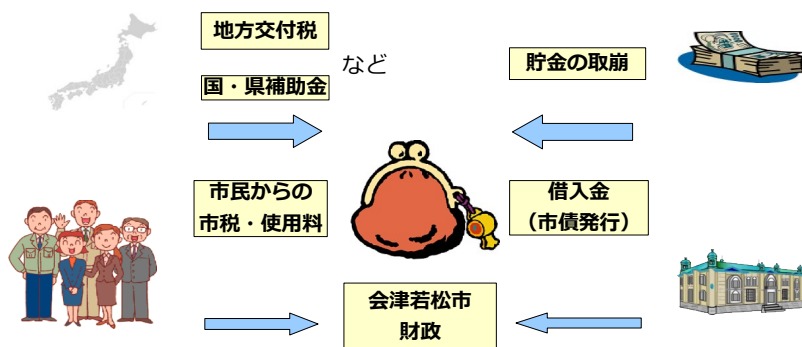 地方交付税
国・県補助金
など
貯金の取崩
市民からの
市税・使用料
借入金
（市債発行）
会津若松市
財政